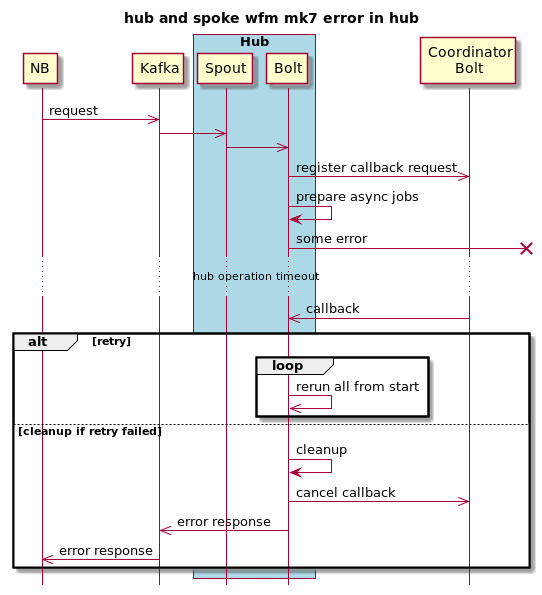 hub and spoke wfm mk7 error in hub
Hub
NB
Kafka
Spout
Bolt
Coordinator
Bolt
request
register callback request
prepare async jobs
some error
hub operation timeout
callback
alt
[retry]
loop
rerun all from start
[cleanup if retry failed]
cleanup
cancel callback
error response
error response